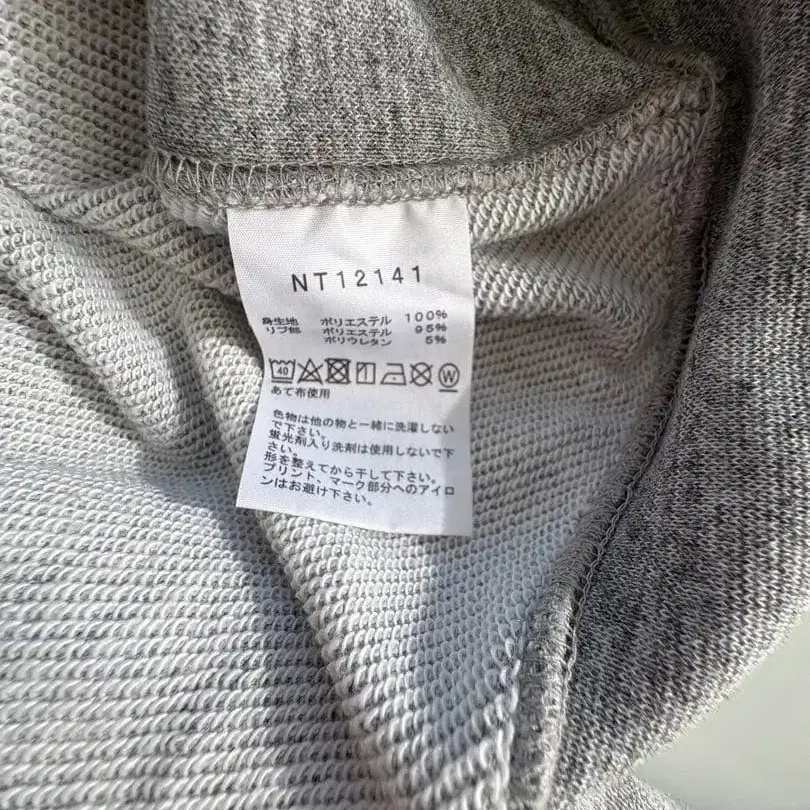 NT12141
身生地 ポリエステル 100%
リブ部 ポリエステル 95%
ポリウレタン 5%
40 W
あて布使用
色物は他の物と一緒に洗濯しない
で下さい。
蛍光剤入り洗剤は使用しないで下
さい。
形を整えてから干して下さい。
プリント、マーク部分へのアイロ
ンはお避け下さい。